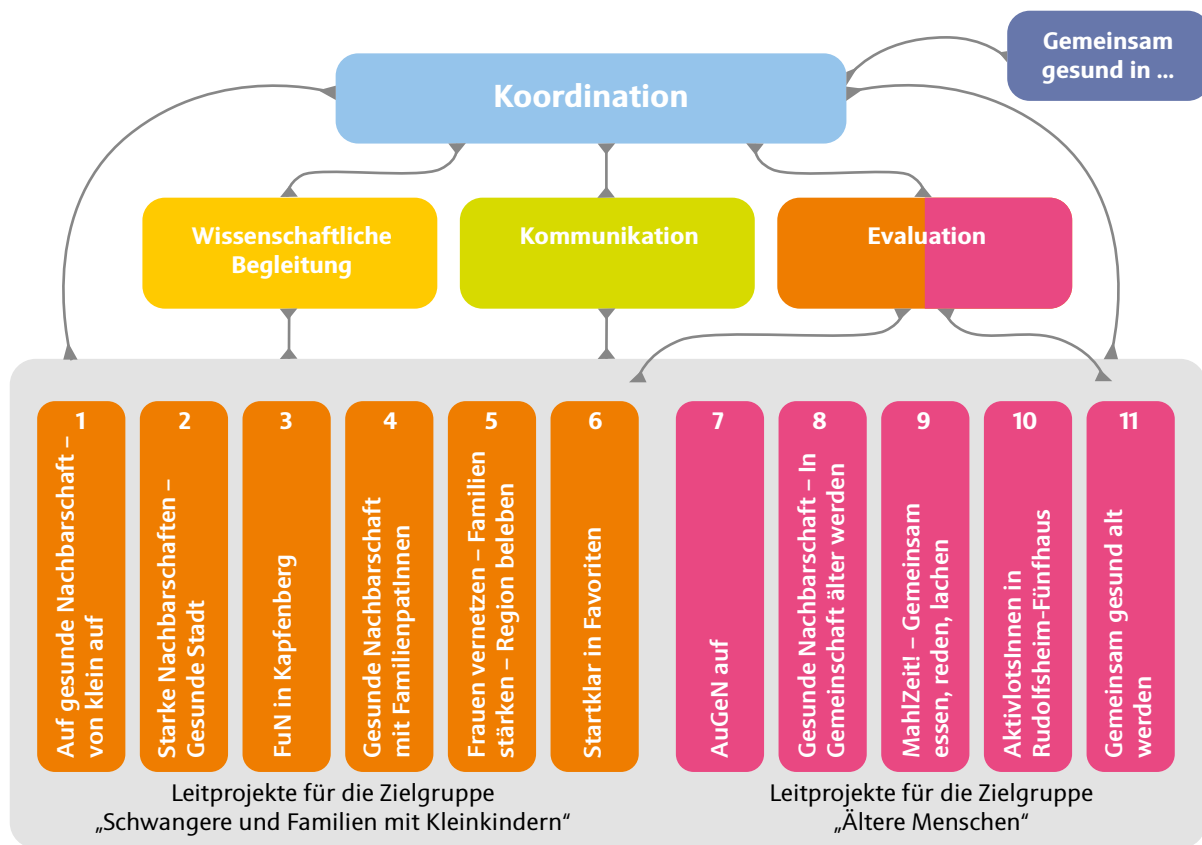 Gemeinsam
gesund in ...
Koordination
Wissenschaftliche
Begleitung
Kommunikation
Evaluation
1
Auf gesunde Nachbarschaft –
von klein auf
2
Starke Nachbarschaften –
Gesunde Stadt
3
FuN in Kapfenberg
4
Gesunde Nachbarschaft
mit FamilienpatInnen
5
Frauen vernetzen – Familien
stärken – Region beleben
6
Startklar in Favoriten
7
AuGeN auf
8
Gesunde Nachbarschaft – In
Gemeinschaft älter werden
9
MahlZeit! – Gemeinsam
essen, reden, lachen
10
AktivlotsInnen in
Rudolfsheim-Fünfhaus
11
Gemeinsam gesund alt
werden
Leitprojekte für die Zielgruppe
„Schwangere und Familien mit Kleinkindern“
Leitprojekte für die Zielgruppe
„Ältere Menschen“